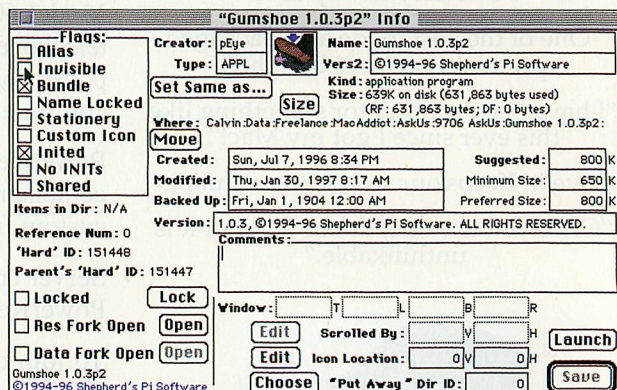 "Gumshoe 1.0.3p2" Info
Flags:
Alias
Invisible
Bundle
Name Locked
Stationery
Custom Icon
Inited
No INITs
Shared
Items in Dir: N/A
Reference Num: 0
'Hard' ID: 151448
Parent's 'Hard' ID: 151447
Locked
Lock
Res Fork Open
Open
Data Fork Open
Open
Gumshoe 1.0.3p2
©1994-96 Shepherd's Pi Software
Creator: pEye
Type: APPL
Name: Gumshoe 1.0.3p2
Vers2: ©1994-96 Shepherd's Pi Software
Set Same as...
Size
Kind: application program
Size: 639K on disk (631,863 bytes used)
(RF: 631,863 bytes; DF: 0 bytes)
Where: Calvin:Data:Freelance:MacAddict:AskUs:9706 AskUs:Gumshoe 1.0.3p2:
Move
Created: Sun, Jul 7, 1996 8:34 PM
Suggested: 800 K
Modified: Thu, Jan 30, 1997 8:17 AM
Minimum Size: 650 K
Backed Up: Fri, Jan 1, 1904 12:00 AM
Preferred Size: 800 K
Version: 1.0.3, ©1994-96 Shepherd's Pi Software. ALL RIGHTS RESERVED.
Comments:
Window: T L B R
Edit Scrolled By: V H
Edit Icon Location: 0 V 0 H
Choose "Put Away" Dir ID: 0
Launch
Save